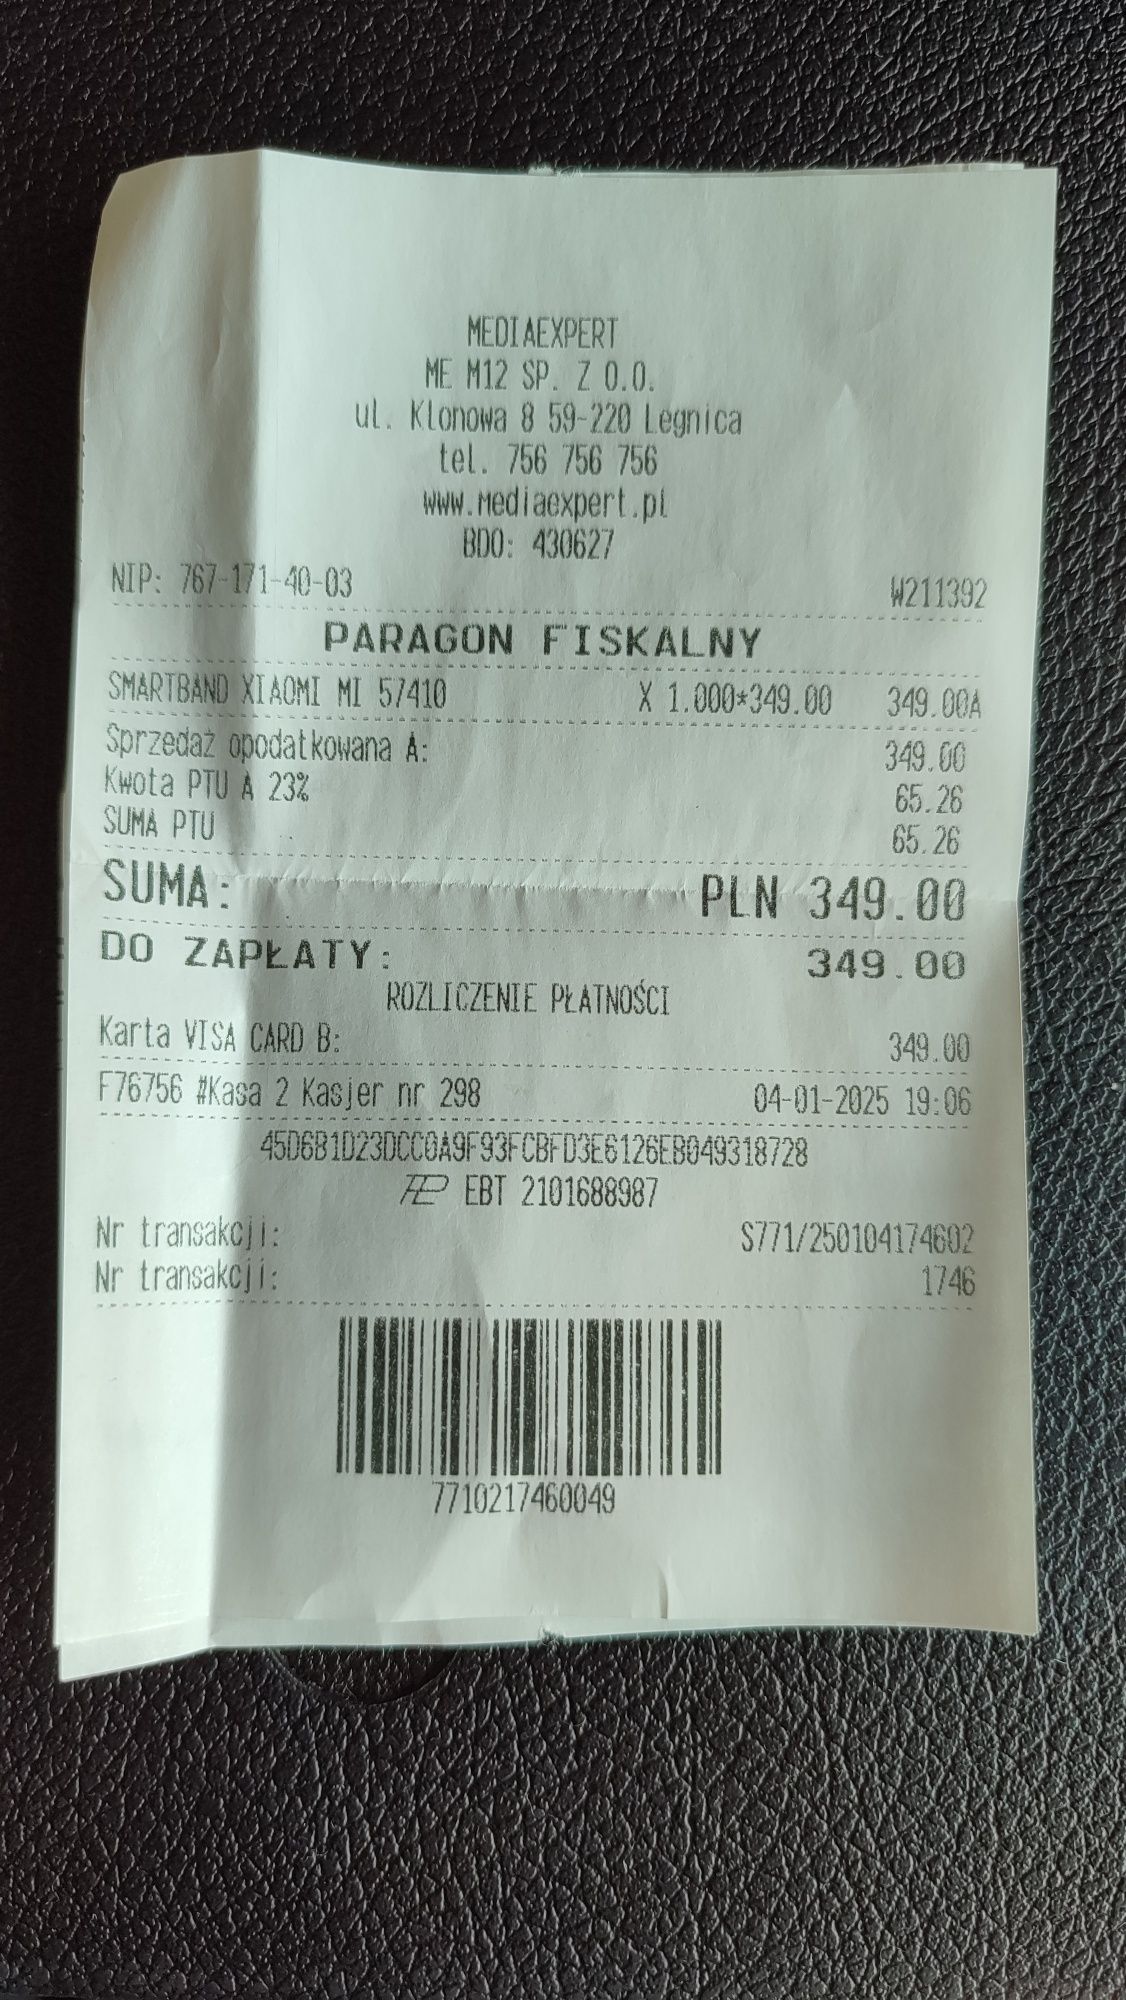 MEDIAEXPERT
ME M12 SP. Z O.O.
ul. Klonowa 8 59-220 Legnica
tel. 756 756 756
www.mediaexpert.pl
BDO: 430627
NIP: 767-171-40-03 W211392
PARAGON FISKALNY
SMARTBAND XIAOMI MI 57410 X 1.000*349.00 349.00A
Sprzedaż opodatkowana A: 349.00
Kwota PTU A 23% 65.26
SUMA PTU 65.26
SUMA: PLN 349.00
DO ZAPŁATY: 349.00
ROZLICZENIE PŁATNOŚCI
Karta VISA CARD B: 349.00
F76756 #Kasa 2 Kasjer nr 298 04-01-2025 19:06
45D6B1D23DCC0A9F93FCBFD3E6126EB049318728
EBT 2101688987
Nr transakcji: S771/250104174602
Nr transakcji: 1746
7710217460049